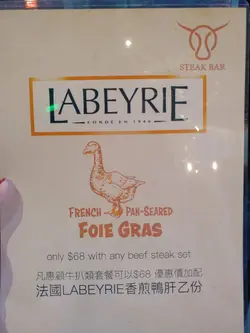 STEAK BAR
LABEYRIE
FONDÉ EN 1946
FRENCH PAN-SEARED
FOIE GRAS
only $68 with any beef steak set
凡惠顧牛扒類套餐可以$68 優惠價加配
法國LABEYRIE香煎鴨肝乙份